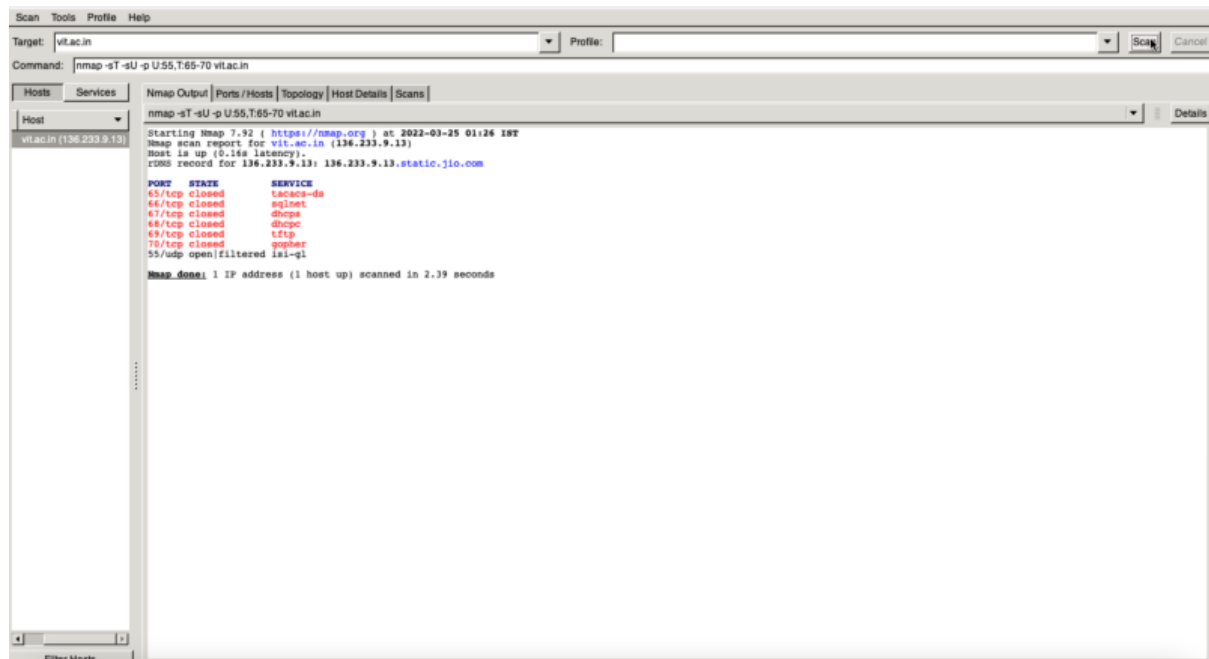 Scan Tools Profile Help
Target: vit.ac.in Profile: Scan Cancel
Command: nmap -sT -sU -p U:55,T:65-70 vit.ac.in
Hosts Services Nmap Output Ports / Hosts Topology Host Details Scans
Host nmap -sT -sU -p U:55,T:65-70 vit.ac.in Details
vit.ac.in (136.233.9.13)
Starting Nmap 7.92 ( https://nmap.org ) at 2022-03-25 01:26 IST
Nmap scan report for vit.ac.in (136.233.9.13)
Host is up (0.16s latency).
rDNS record for 136.233.9.13: 136.233.9.13.static.jio.com
PORT STATE SERVICE
65/tcp closed tacacs-ds
66/tcp closed sqlnet
67/tcp closed dhcps
68/tcp closed dhcpc
69/tcp closed tftp
70/tcp closed gopher
55/udp open|filtered isi-gl
Nmap done: 1 IP address (1 host up) scanned in 2.39 seconds
Filter Hosts